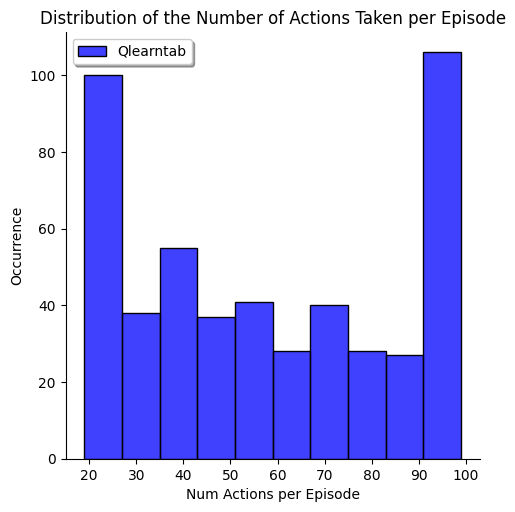 Distribution of the Number of Actions Taken per Episode
Qlearntab
100
80
60
40
20
0
Occurrence
20 30 40 50 60 70 80 90 100
Num Actions per Episode